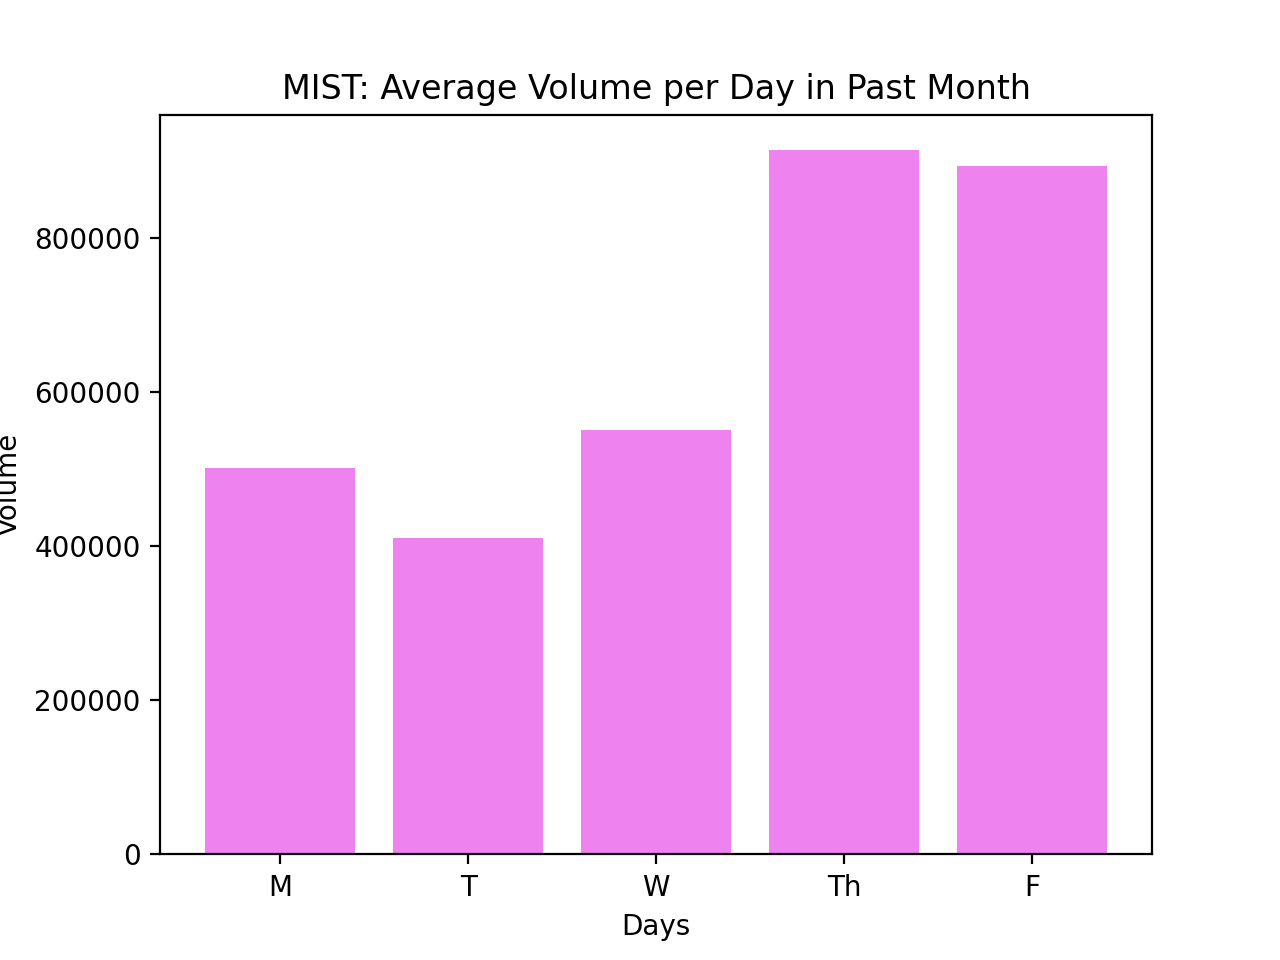 MIST: Average Volume per Day in Past Month
800000
600000
400000
200000
0
Volume
M T W Th F
Days